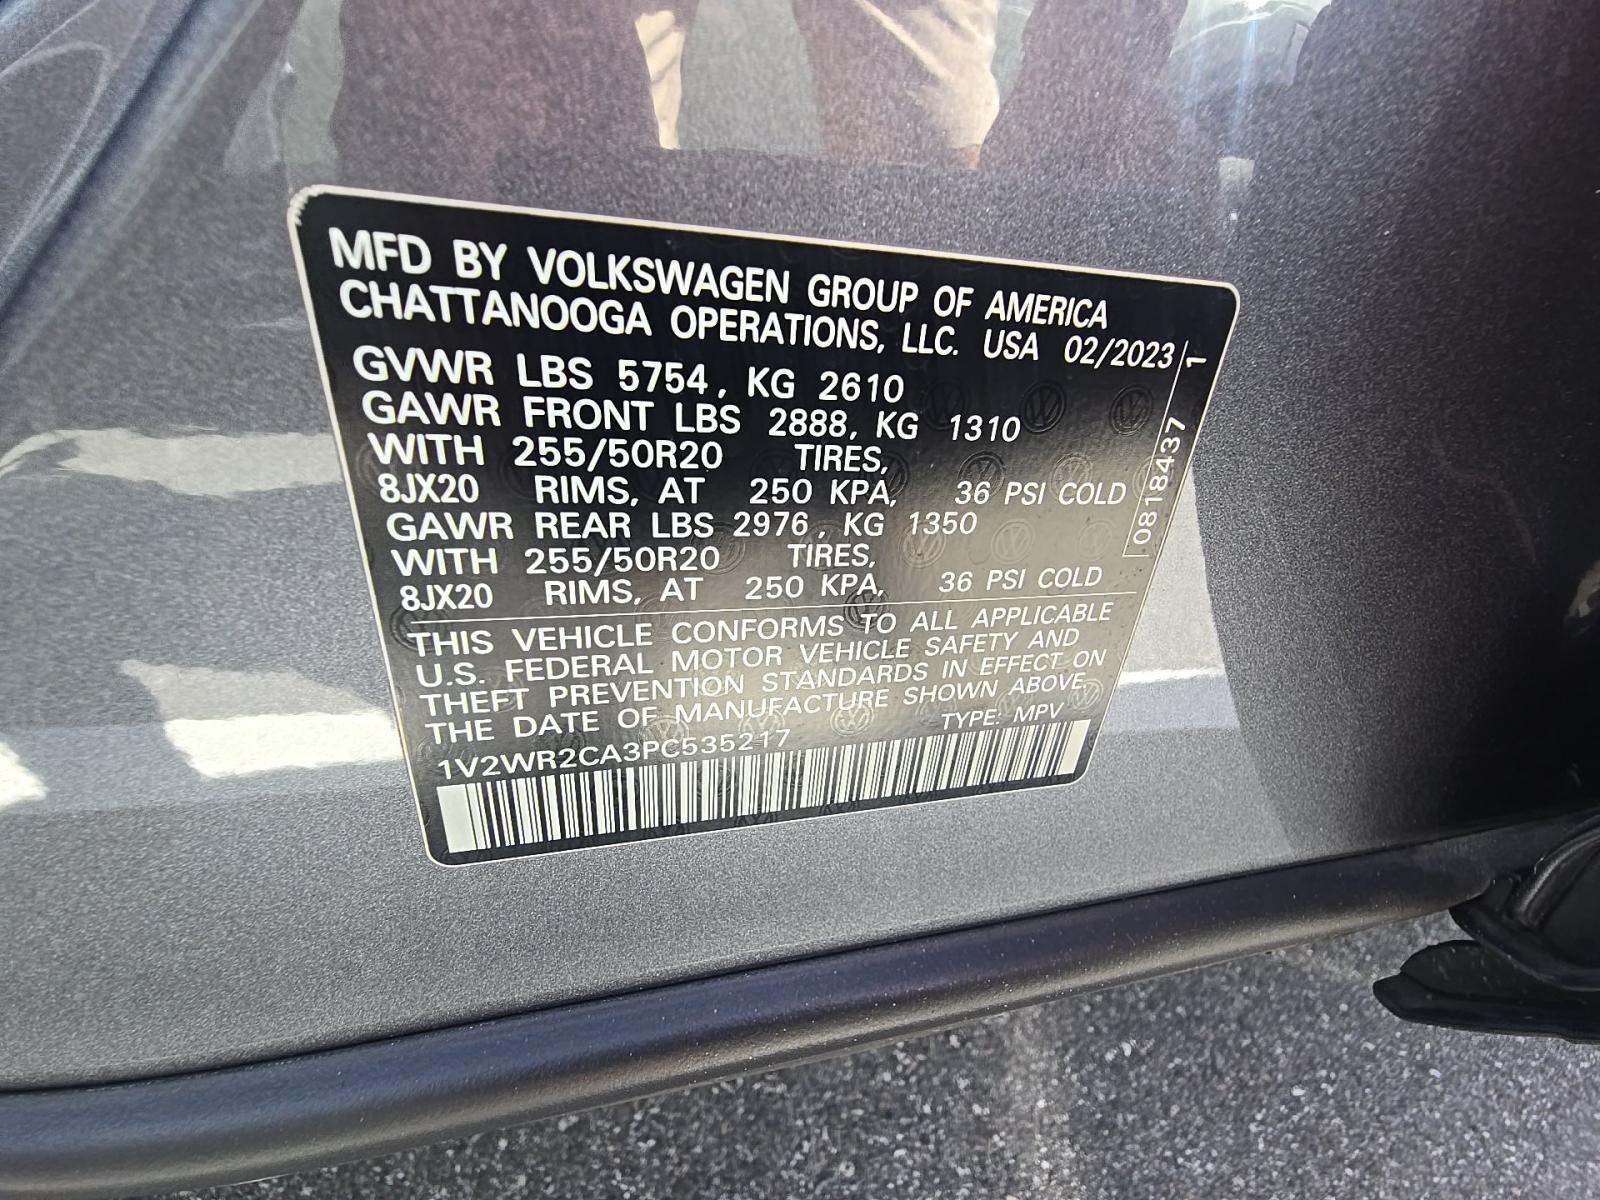 MFD BY VOLKSWAGEN GROUP OF AMERICA
CHATTANOOGA OPERATIONS, LLC. USA 02/2023
GVWR LBS 5754, KG 2610
GAWR FRONT LBS 2888, KG 1310
WITH 255/50R20 TIRES,
8JX20 RIMS, AT 250 KPA, 36 PSI COLD
GAWR REAR LBS 2976, KG 1350
WITH 255/50R20 TIRES,
8JX20 RIMS, AT 250 KPA, 36 PSI COLD
THIS VEHICLE CONFORMS TO ALL APPLICABLE
U.S. FEDERAL MOTOR VEHICLE SAFETY AND
THEFT PREVENTION STANDARDS IN EFFECT ON
THE DATE OF MANUFACTURE SHOWN ABOVE
1V2WR2CA3PC535217 TYPE: MPV
0818437 1